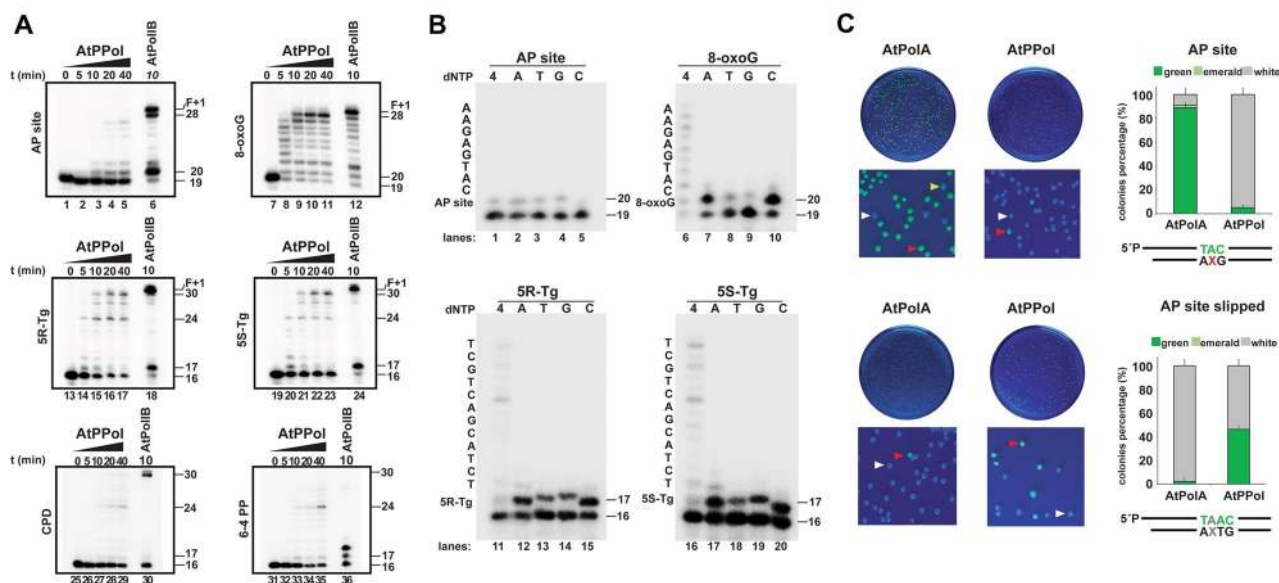 A
AtPPol
AtPolIB
t (min) 0 5 10 20 40 10
AP site
F+1
28
20
19
1 2 3 4 5 6
AtPPol
AtPolIB
0 5 10 20 40 10
8-oxoG
F+1
28
20
19
7 8 9 10 11 12
AtPPol
AtPolIB
t (min) 0 5 10 20 40 10
5R-Tg
F+1
30
24
17
16
13 14 15 16 17 18
AtPPol
AtPolIB
0 5 10 20 40 10
5S-Tg
F+1
30
24
17
16
19 20 21 22 23 24
AtPPol
AtPolIB
t (min) 0 5 10 20 40 10
CPD
30
24
17
16
25 26 27 28 29 30
AtPPol
AtPolIB
0 5 10 20 40 10
6-4 PP
30
24
17
16
31 32 33 34 35 36
B
AP site
dNTP 4 A T G C
A
A
G
A
G
T
A
C
AP site
20
19
lanes: 1 2 3 4 5
8-oxoG
4 A T G C
A
A
G
A
G
T
A
C
8-oxoG
20
19
6 7 8 9 10
5R-Tg
dNTP 4 A T G C
T
C
G
T
C
A
G
C
A
T
C
T
5R-Tg
17
16
lanes: 11 12 13 14 15
5S-Tg
4 A T G C
T
C
G
T
C
A
G
C
A
T
C
T
5S-Tg
17
16
16 17 18 19 20
C
AtPolA AtPPol
AP site
green emerald white
colonies percentage (%)
100
80
60
40
20
0
AtPolA AtPPol
5´P TAC
AXG
AtPolA AtPPol
AP site slipped
green emerald white
colonies percentage (%)
100
80
60
40
20
0
AtPolA AtPPol
5´P TAAC
AXTG